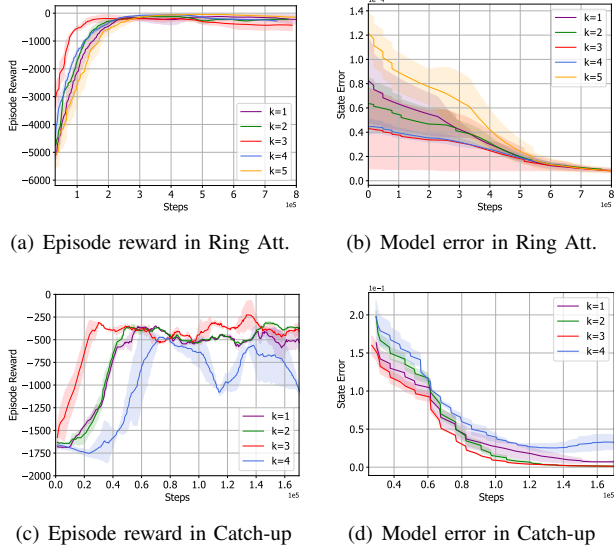 0
−1000
−2000
−3000
−4000
−5000
−6000
Episode Reward
k=1
k=2
k=3
k=4
k=5
1 2 3 4 5 6 7 8
Steps
1e5
1.4
1.2
1.0
0.8
0.6
0.4
0.2
0.0
State Error
k=1
k=2
k=3
k=4
k=5
0 1 2 3 4 5 6 7 8
Steps
1e5
(a) Episode reward in Ring Att.
(b) Model error in Ring Att.
0
−250
−500
−750
−1000
−1250
−1500
−1750
−2000
Episode Reward
k=1
k=2
k=3
k=4
0.0 0.2 0.4 0.6 0.8 1.0 1.2 1.4 1.6
Steps
1e5
1e−1
2.0
1.5
1.0
0.5
0.0
State Error
k=1
k=2
k=3
k=4
0.4 0.6 0.8 1.0 1.2 1.4 1.6
Steps
1e5
(c) Episode reward in Catch-up
(d) Model error in Catch-up